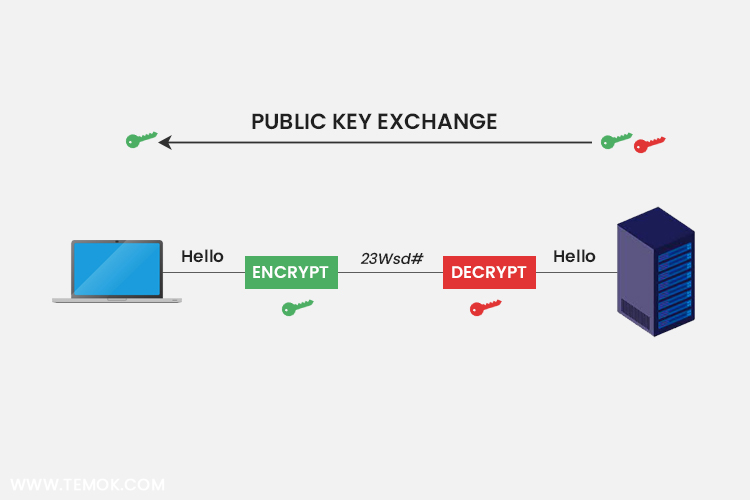 PUBLIC KEY EXCHANGE
Hello
ENCRYPT
23Wsd#
DECRYPT
Hello
WWW.TEMOK.COM